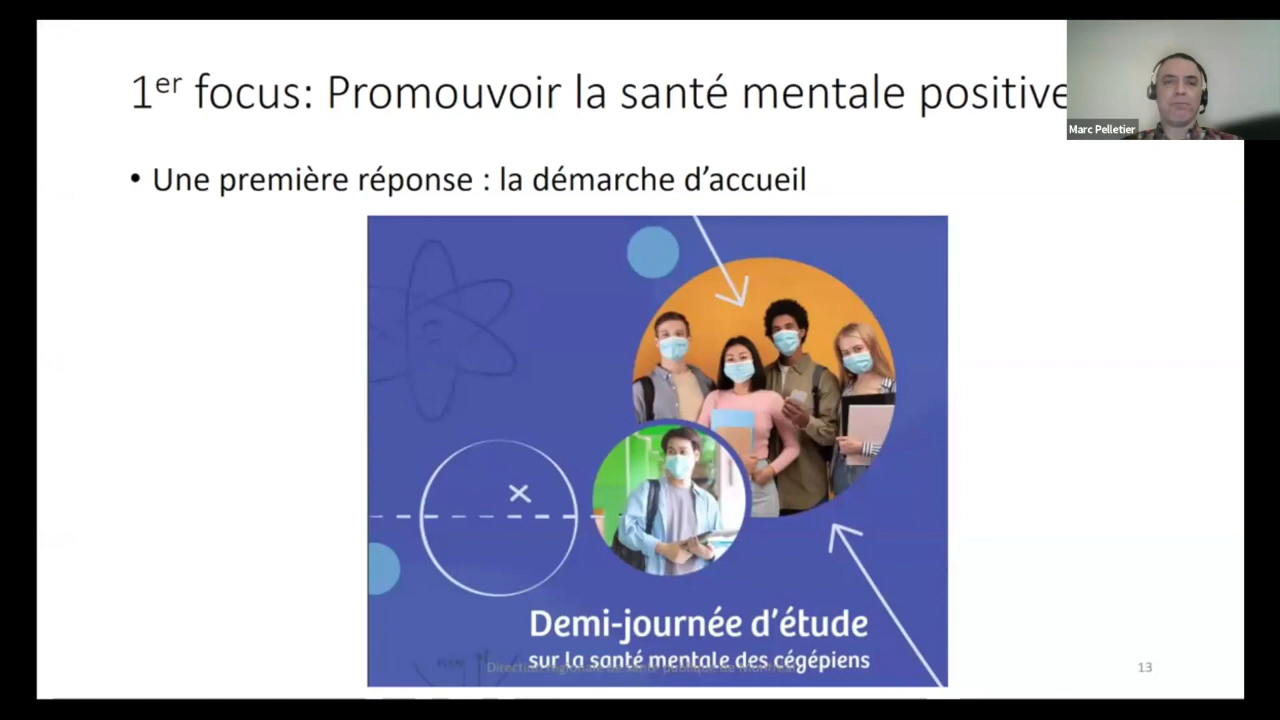 1er focus: Promouvoir la santé mentale positive
Marc Pelletier
• Une première réponse : la démarche d’accueil
Demi-journée d’étude
sur la santé mentale des cégépiens
13